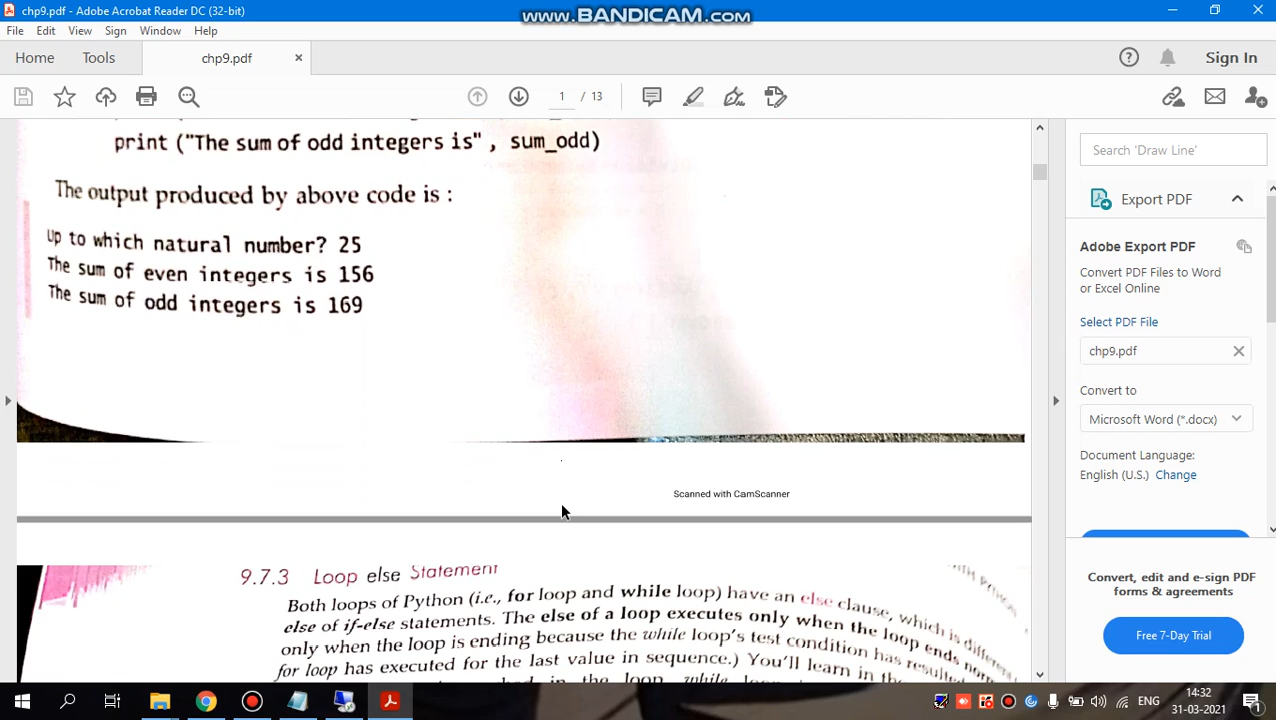 chp9.pdf - Adobe Acrobat Reader DC (32-bit)
www.BANDICAM.com
File Edit View Sign Window Help
Home Tools chp9.pdf Sign In
1 / 13
print ("The sum of odd integers is" , sum_odd)
The output produced by above code is :
Up to which natural number? 25
The sum of even integers is 156
The sum of odd integers is 169
Scanned with CamScanner
9.7.3 Loop else Statement
Both loops of Python (i.e., for loop and while loop) have an else clause, which is
else of if-else statements. The else of a loop executes only when the loop ends
only when the loop is ending because the while loop's test condition has
for loop has executed for the last value in sequence.) You'll learn in the
in the loop, while
Search 'Draw Line'
Export PDF
Adobe Export PDF
Convert PDF Files to Word
or Excel Online
Select PDF File
chp9.pdf
Convert to
Microsoft Word (*.docx)
Document Language:
English (U.S.) Change
Convert, edit and e-sign PDF
forms & agreements
Free 7-Day Trial
ENG
14:32
31-03-2021